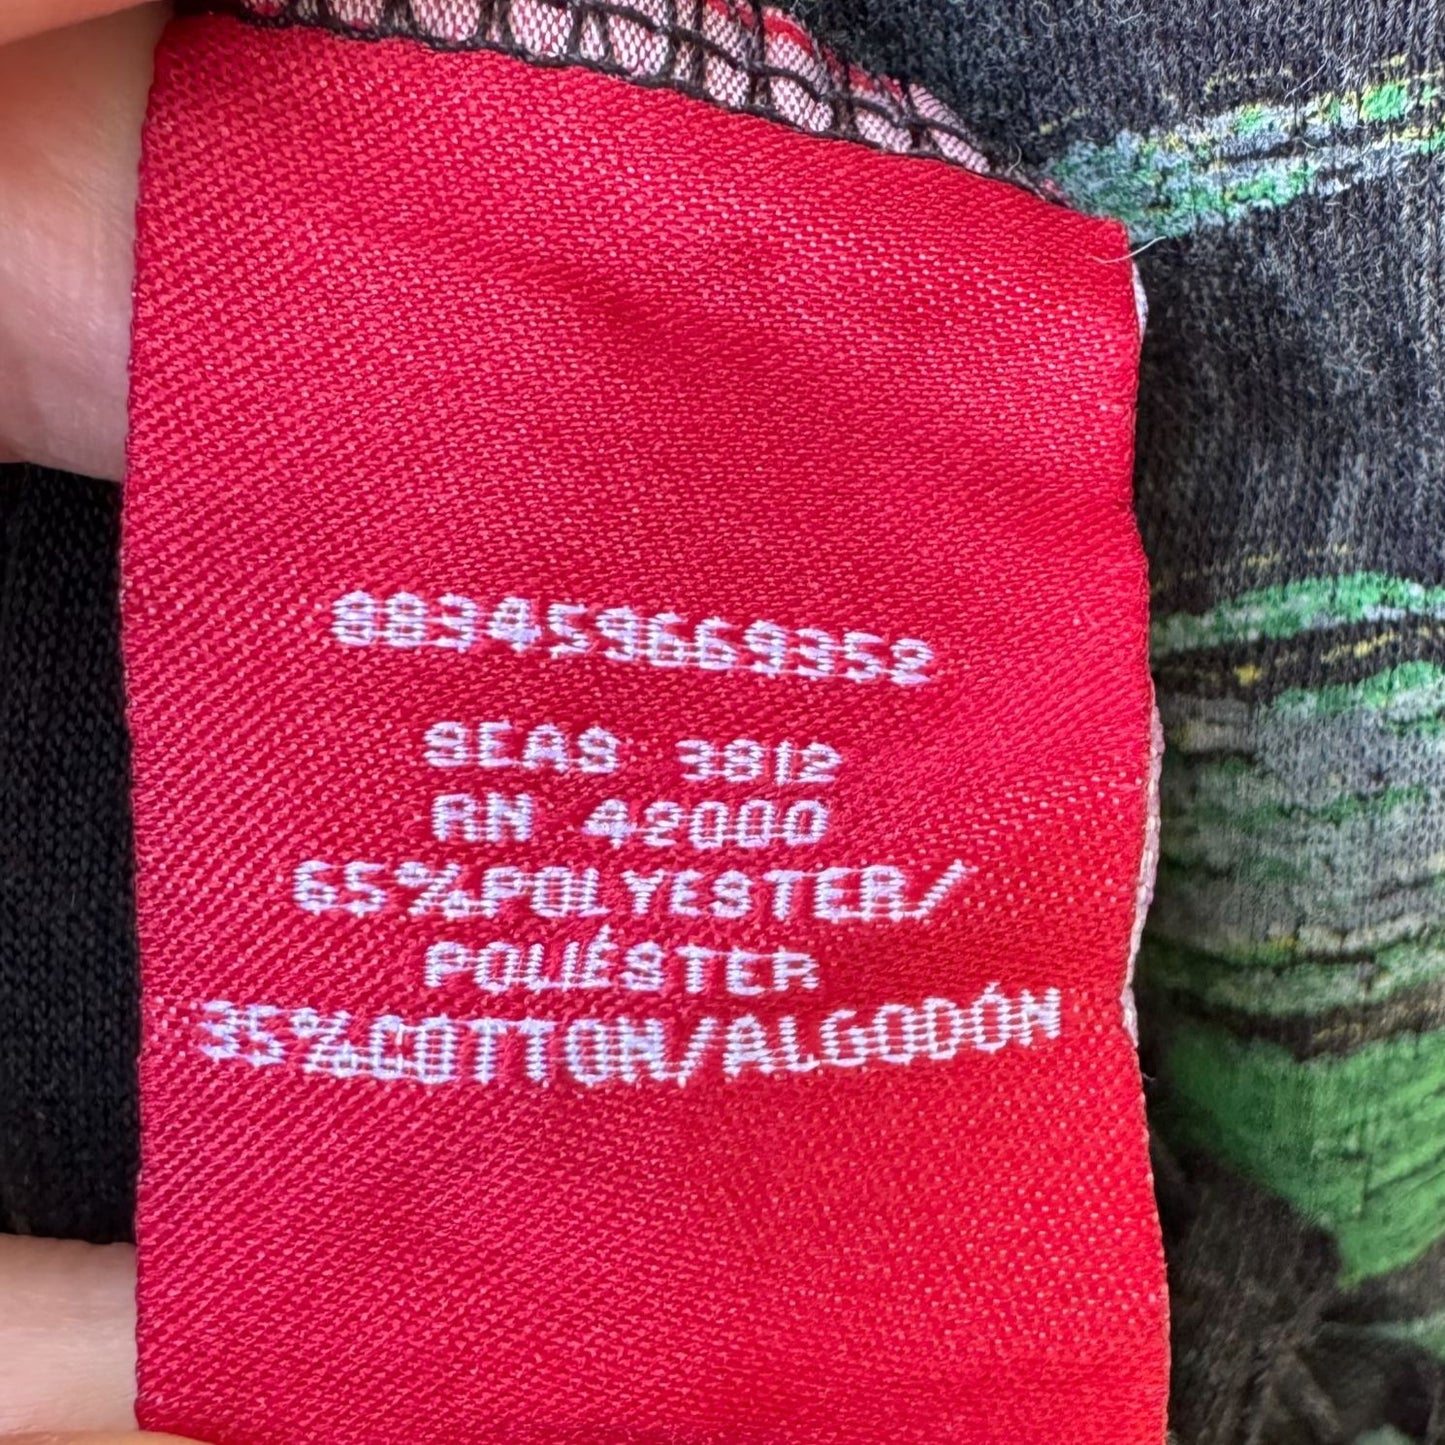 883459669352
SEAS 3812
RN 42000
65%POLYESTER/
POLIÉSTER
35%COTTON/ALGODÓN